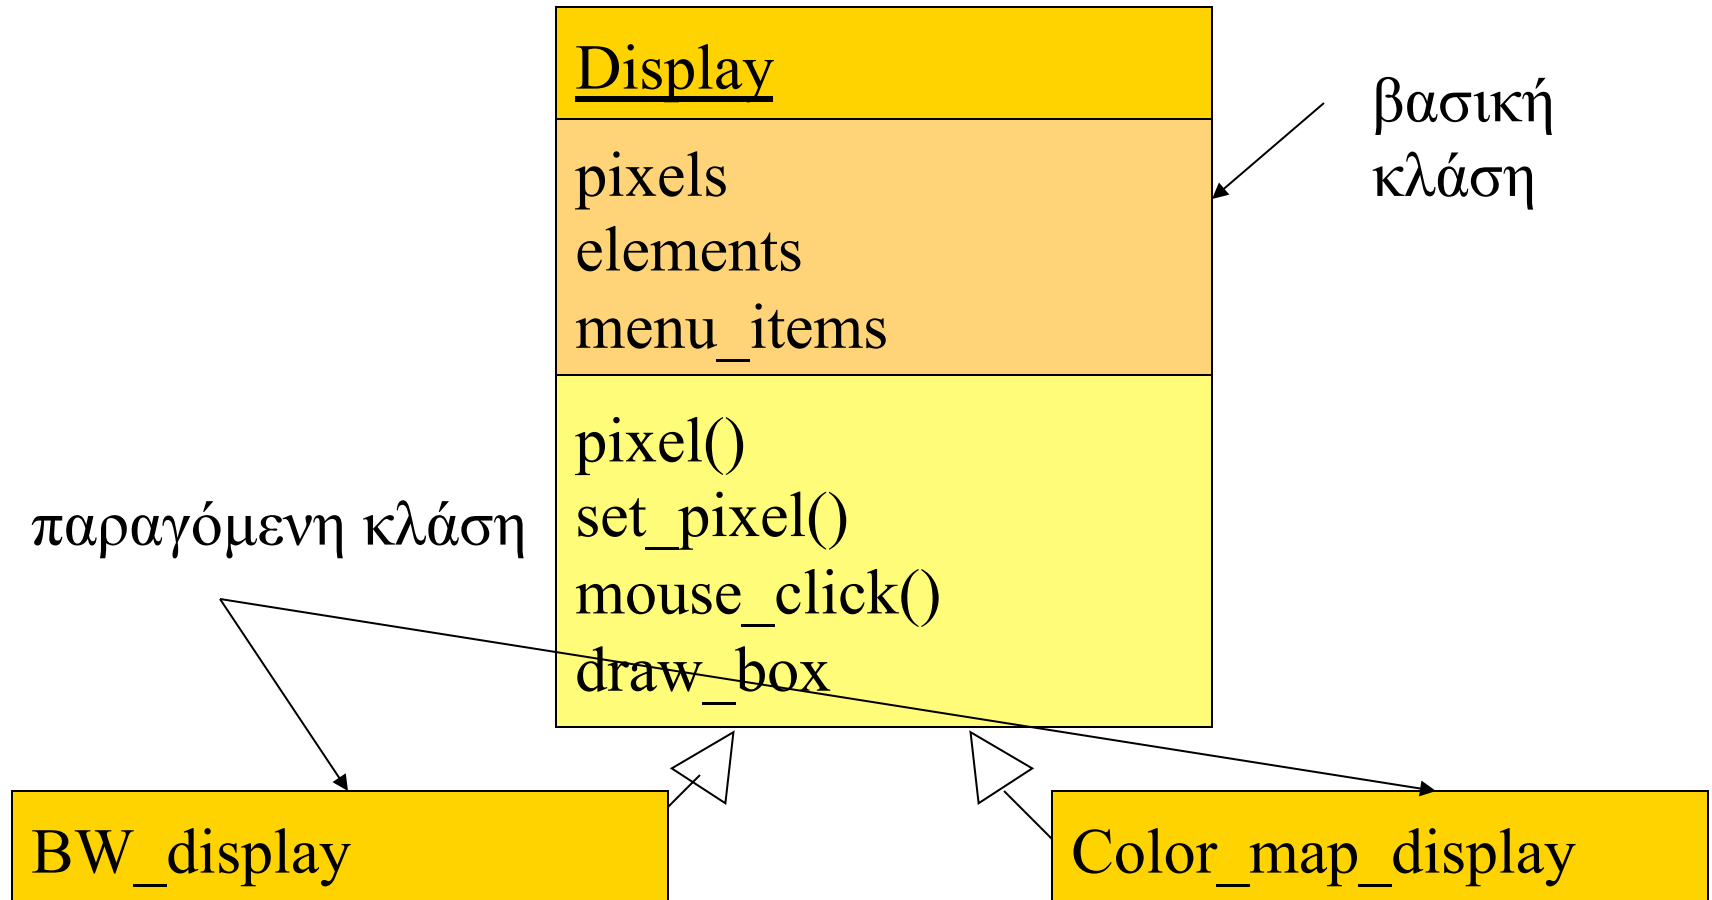 Display
βασική
κλάση
pixels
elements
menu_items
pixel()
set_pixel()
mouse_click()
draw_box
παραγόμενη κλάση
BW_display
Color_map_display